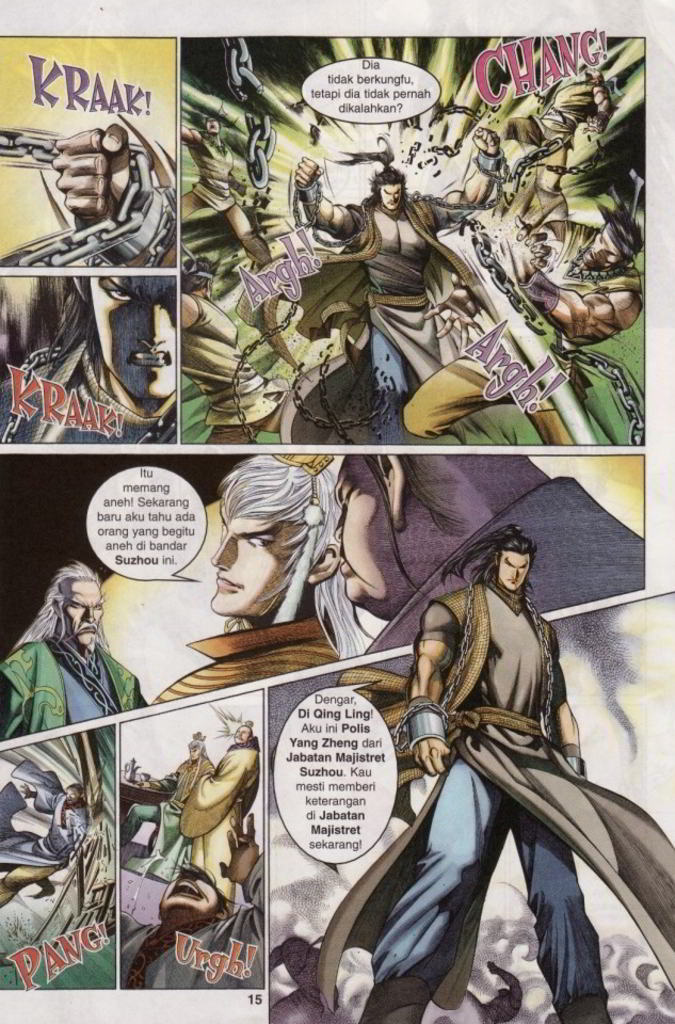 KRAAK!
KRAAK!
Dia
tidak berkungfu,
tetapi dia tidak pernah
dikalahkan?
CHANG!
Argh!
Argh!
Itu
memang
aneh! Sekarang
baru aku tahu ada
orang yang begitu
aneh di bandar
Suzhou ini.
PANG!
Urgh!
Dengar,
Di Qing Ling!
Aku ini Polis
Yang Zheng dari
Jabatan Majistret
Suzhou. Kau
mesti memberi
keterangan
di Jabatan
Majistret
sekarang!
15